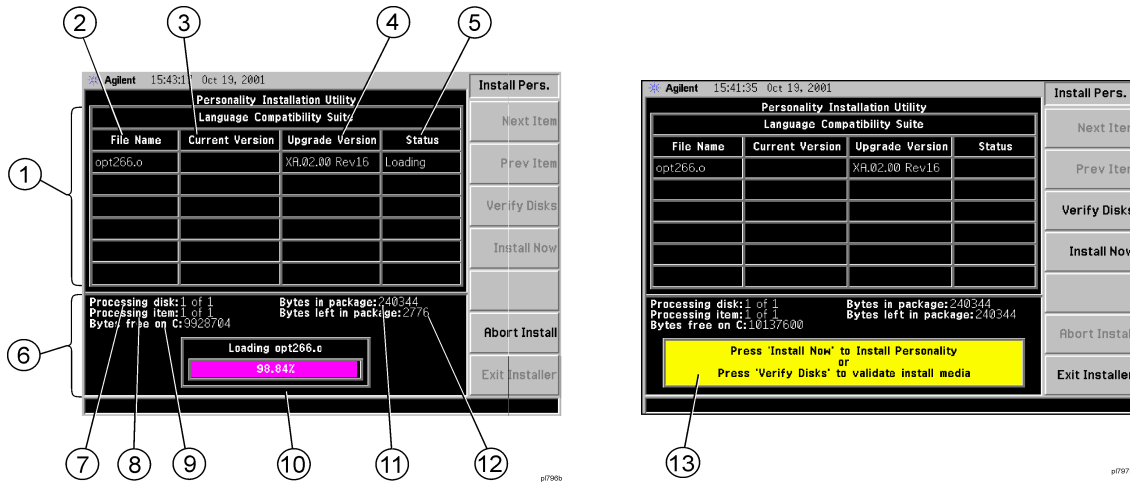 2
3
4
5
Agilent 15:43:17 Oct 19, 2001
Install Pers.
Personality Installation Utility
Language Compatibility Suite
File Name Current Version Upgrade Version Status
opt266.o XA.02.00 Rev16 Loading
Next Item
Prev Item
Verify Disks
Install Now
Abort Install
Exit Installer
1
6
Processing disk:1 of 1 Bytes in package:240344
Processing item:1 of 1 Bytes left in package:2776
Bytes free on C:9928704
Loading opt266.o
98.84%
7
8
9
10
11
12
pl796b
Agilent 15:41:35 Oct 19, 2001
Install Pers.
Personality Installation Utility
Language Compatibility Suite
File Name Current Version Upgrade Version Status
opt266.o XA.02.00 Rev16
Next Iter
Prev Iter
Verify Disks
Install Now
Abort Instal
Exit Installer
Processing disk:1 of 1 Bytes in package:240344
Processing item:1 of 1 Bytes left in package:240344
Bytes free on C:10137600
Press 'Install Now' to Install Personality
or
Press 'Verify Disks' to validate install media
13
pl797